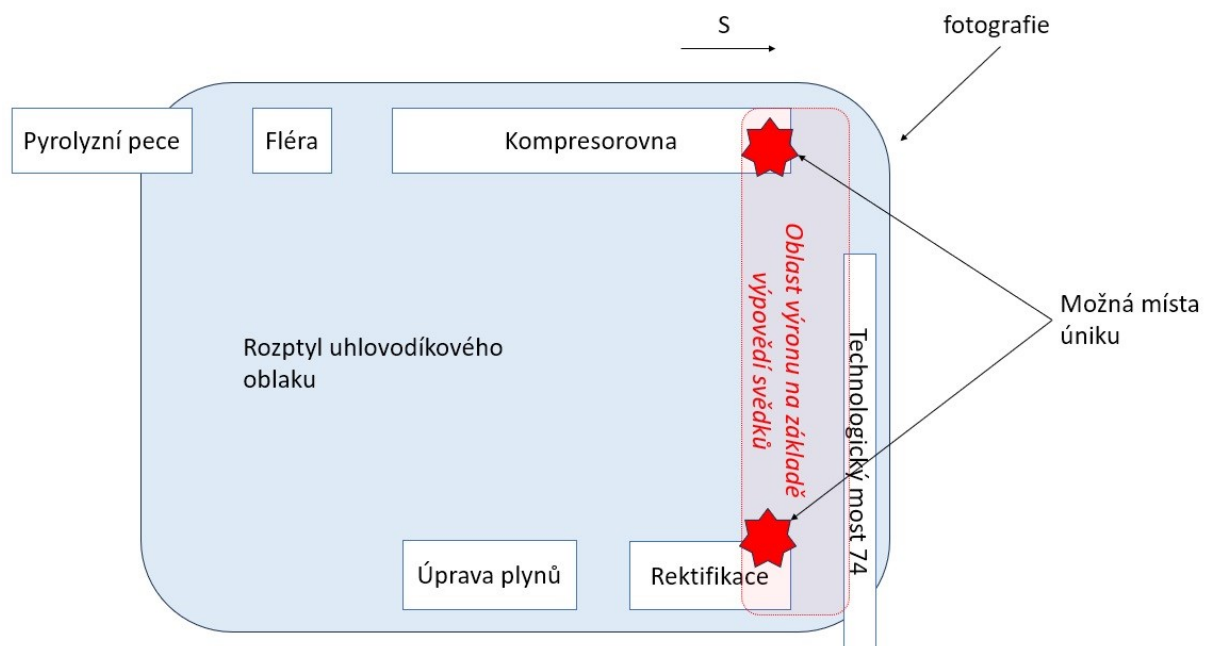 S
fotografie
Pyrolyzní pece
Fléra
Kompresorovna
Oblast výronu na základě
výpovědí svědků
Možná místa
úniku
Rozptyl uhlovodíkového
oblaku
Technologický most 74
Úprava plynů
Rektifikace